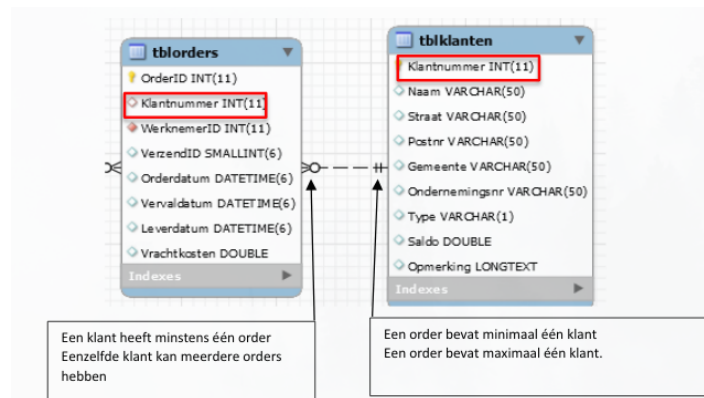 tblorders
OrderID INT(11)
Klantnummer INT(11)
WerknemerID INT(11)
VerzendID SMALLINT(6)
Orderdatum DATETIME(6)
Vervaldatum DATETIME(6)
Leverdatum DATETIME(6)
Vrachtkosten DOUBLE
Indexes
tblklanten
Klantnummer INT(11)
Naam VARCHAR(50)
Straat VARCHAR(50)
Postnr VARCHAR(50)
Gemeente VARCHAR(50)
Ondernemingsnr VARCHAR(50)
Type VARCHAR(1)
Saldo DOUBLE
Opmerking LONGTEXT
Indexes
Een klant heeft minstens één order
Eenzelfde klant kan meerdere orders
hebben
Een order bevat minimaal één klant
Een order bevat maximaal één klant.